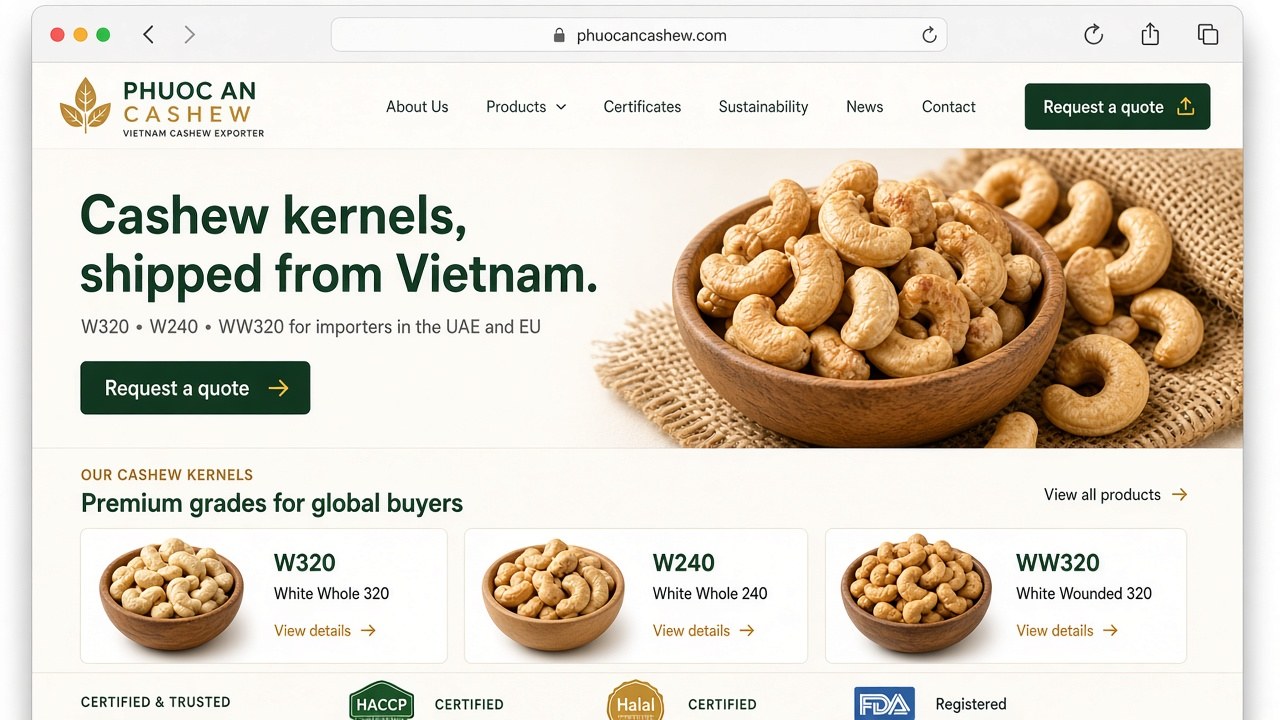 phuocancashew.com
PHUOC AN
CASHEW
VIETNAM CASHEW EXPORTER
About Us
Products
Certificates
Sustainability
News
Contact
Request a quote
Cashew kernels,
shipped from Vietnam.
W320 • W240 • WW320 for importers in the UAE and EU
Request a quote
OUR CASHEW KERNELS
Premium grades for global buyers
View all products
W320
White Whole 320
View details
W240
White Whole 240
View details
WW320
White Wounded 320
View details
CERTIFIED & TRUSTED
HACCP
CERTIFIED
Halal
CERTIFIED
FDA
Registered